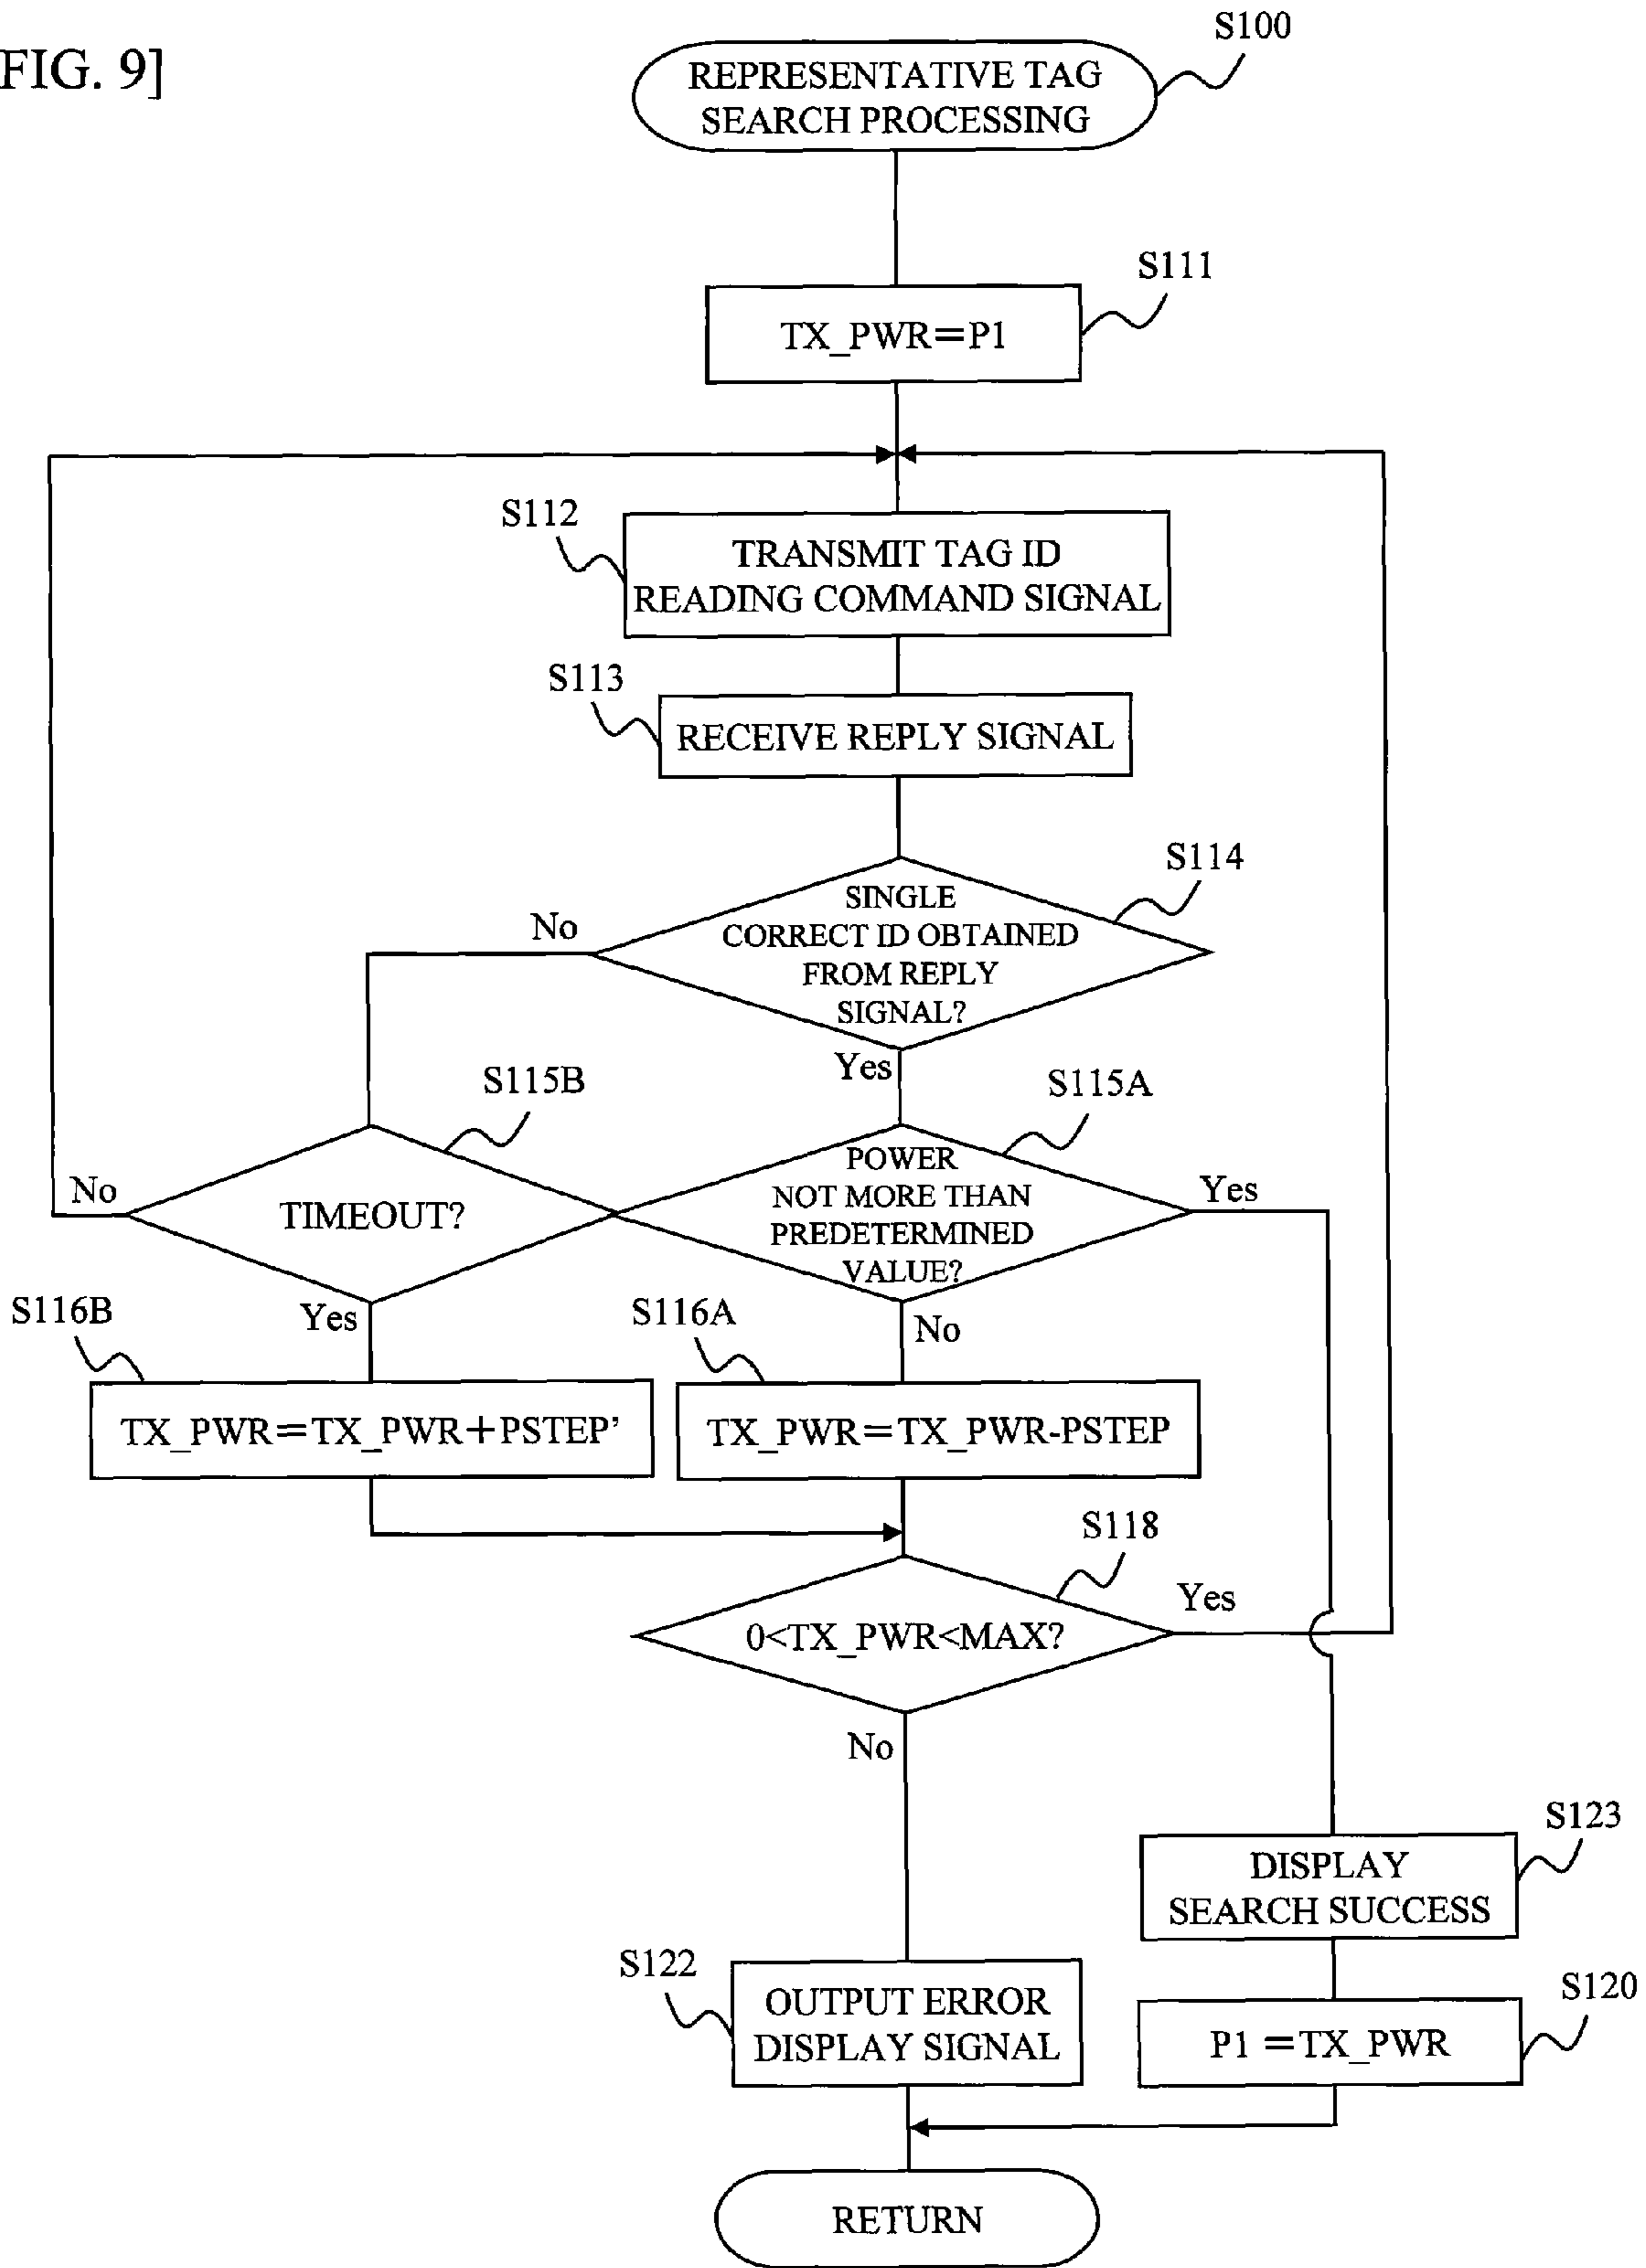 FIG. 9]
S100
REPRESENTATIVE TAG
SEARCH PROCESSING
S111
TX_PWR=P1
S112
TRANSMIT TAG ID
READING COMMAND SIGNAL
S113
RECEIVE REPLY SIGNAL
S114
No
SINGLE
CORRECT ID OBTAINED
FROM REPLY
SIGNAL?
Yes
S115B
S115A
No
TIMEOUT?
POWER
NOT MORE THAN
PREDETERMINED
VALUE?
Yes
S116B
Yes
S116A
No
TX_PWR=TX_PWR+PSTEP'
TX_PWR=TX_PWR-PSTEP
S118
0<TX_PWR<MAX?
Yes
No
S123
DISPLAY
SEARCH SUCCESS
S122
OUTPUT ERROR
DISPLAY SIGNAL
S120
P1 =TX_PWR
RETURN